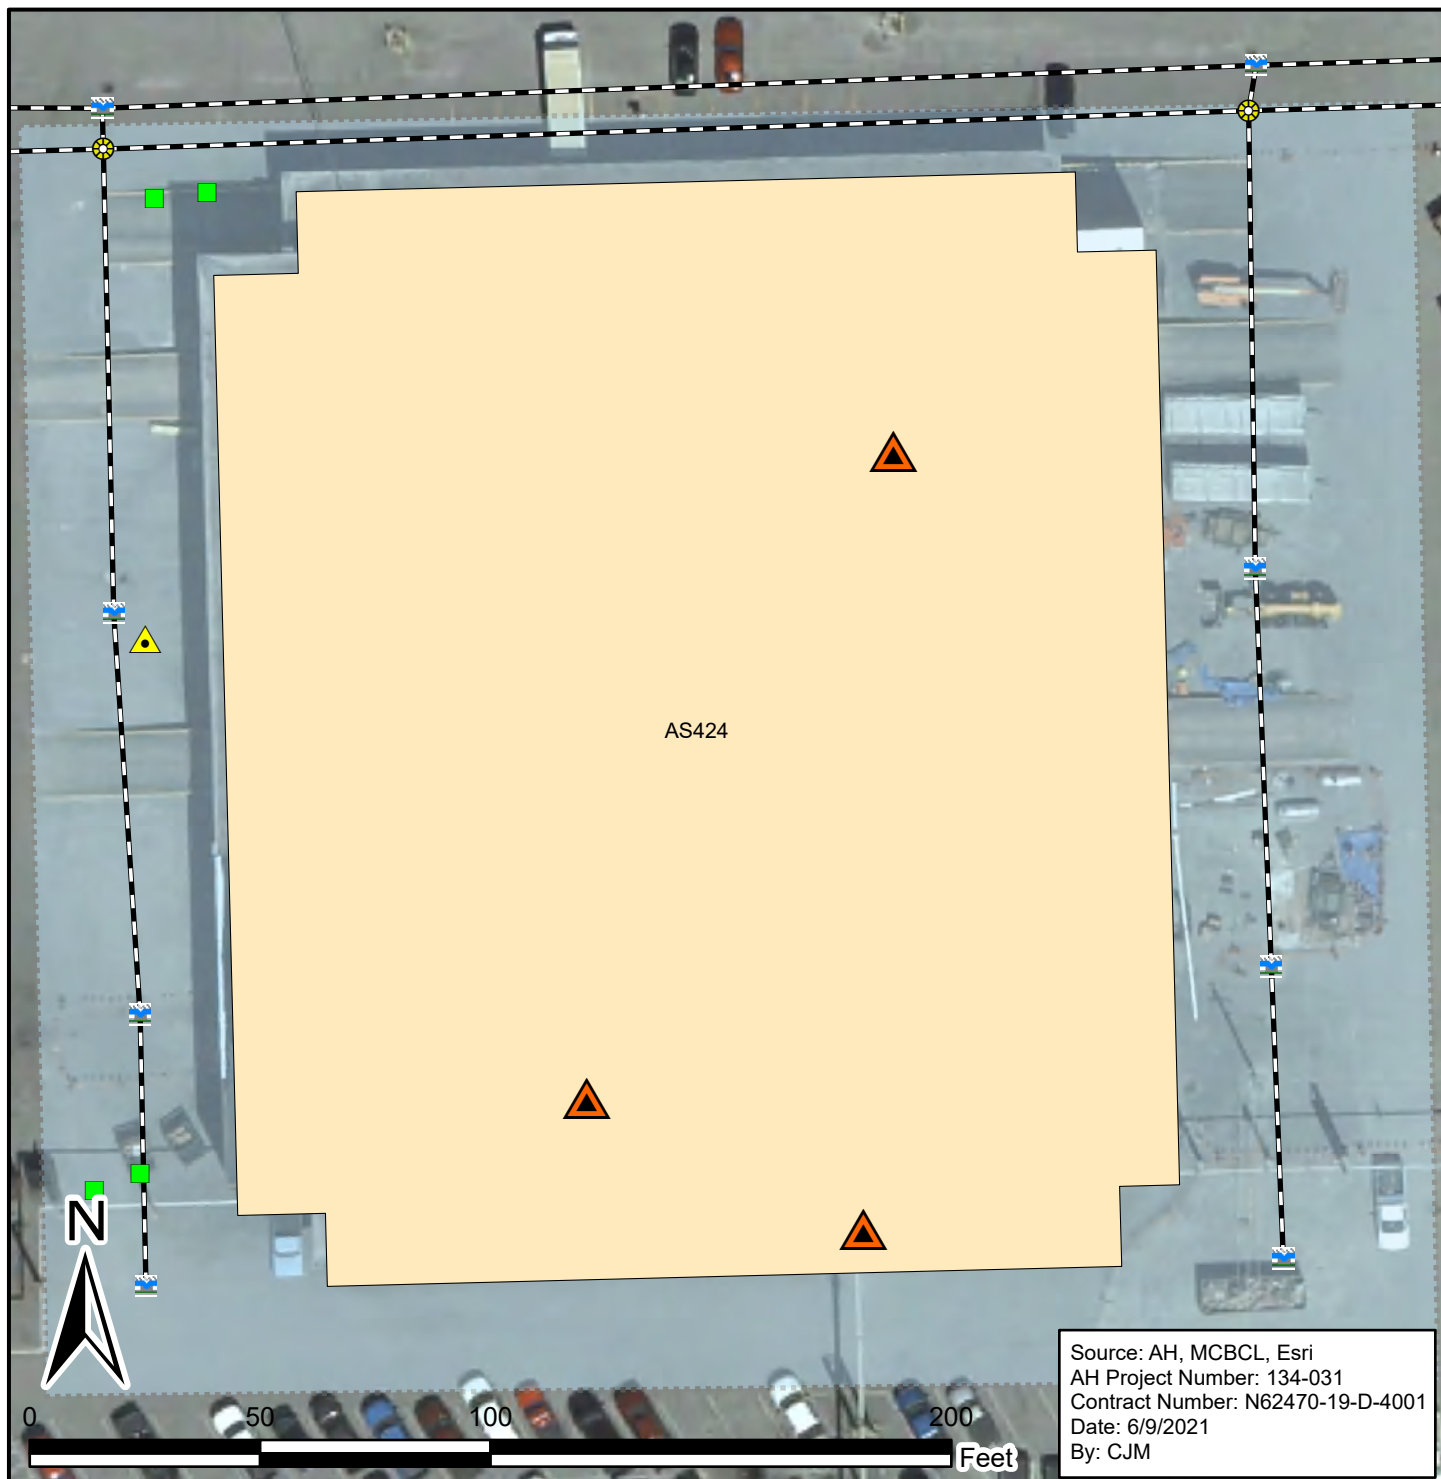 AS424
N
0 50 100 200
Feet
Source: AH, MCBCL, Esri
AH Project Number: 134-031
Contract Number: N62470-19-D-4001
Date: 6/9/2021
By: CJM